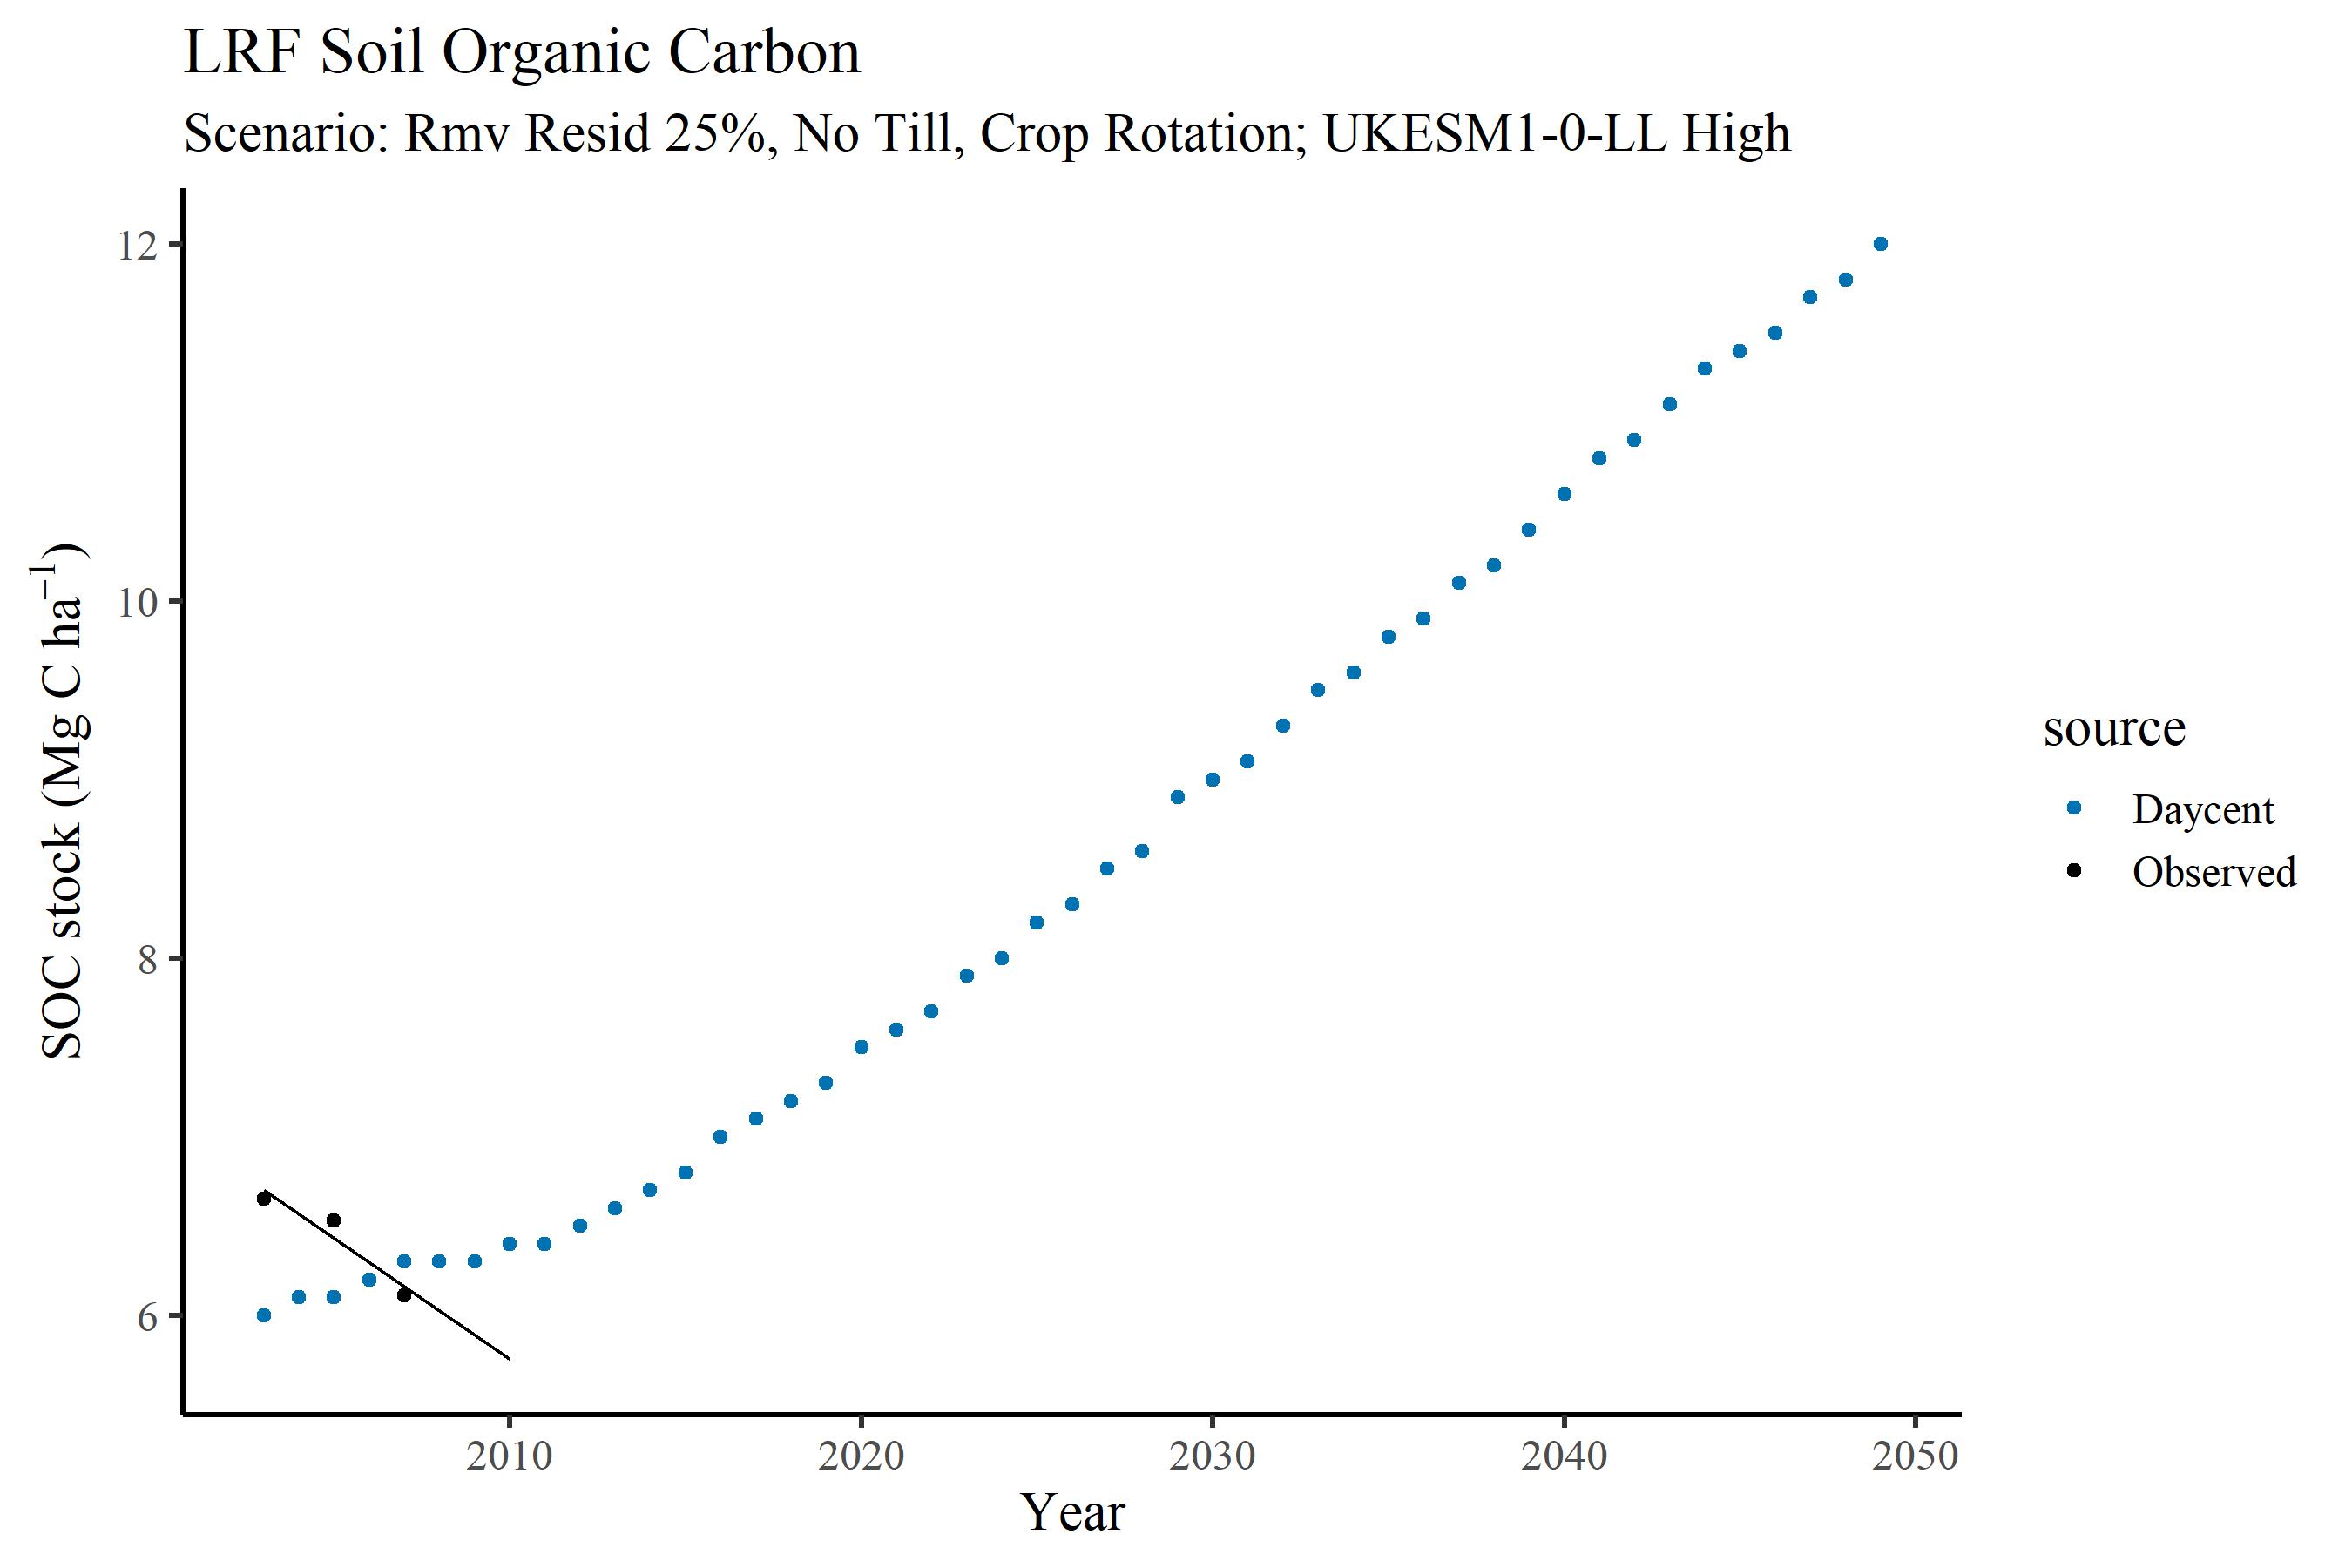 LRF Soil Organic Carbon
Scenario: Rmv Resid 25%, No Till, Crop Rotation; UKESM1-0-LL High
SOC stock (Mg C ha⁻¹)
12
10
8
6
2010
2020
2030
2040
2050
Year
source
Daycent
Observed